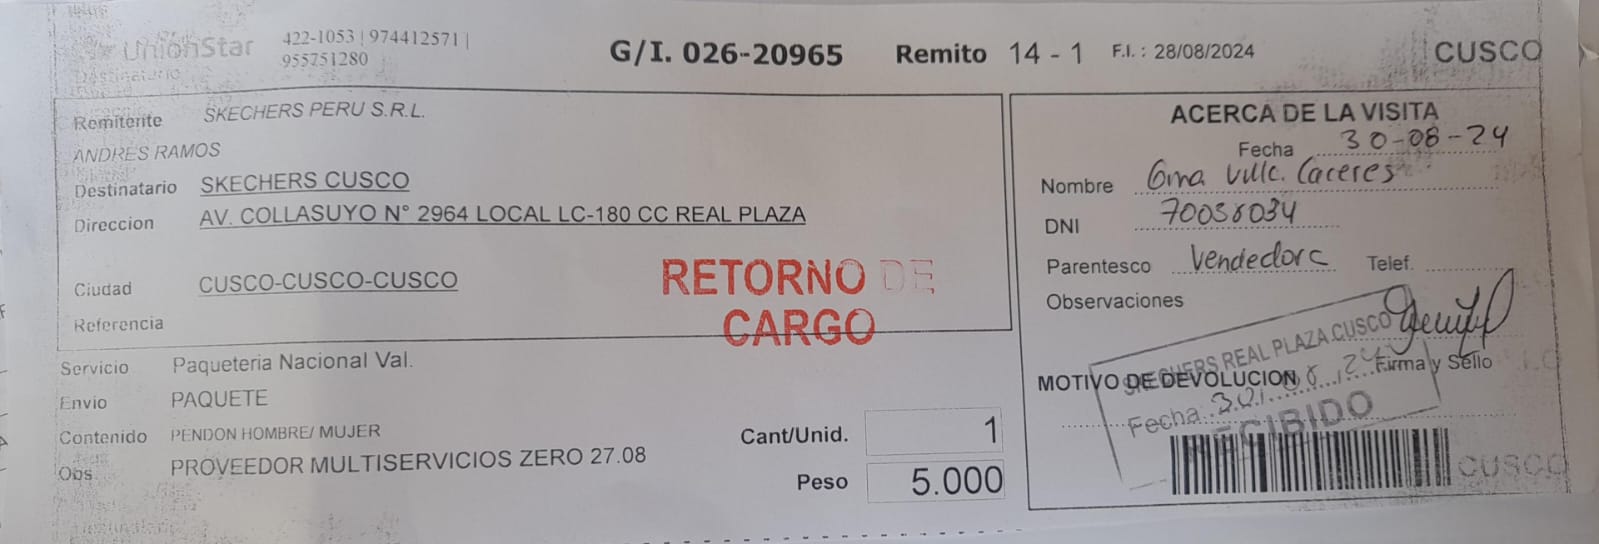 UnionStar
422-1053 | 974412571 |
955751280
G/I. 026-20965
Remito 14 - 1
F.I. : 28/08/2024
CUSCO
Destinatario
Remitente SKECHERS PERU S.R.L.
ANDRES RAMOS
Destinatario SKECHERS CUSCO
Direccion AV. COLLASUYO N° 2964 LOCAL LC-180 CC REAL PLAZA
Ciudad CUSCO-CUSCO-CUSCO
Referencia
RETORNO DE
CARGO
Servicio Paqueteria Nacional Val.
Envio PAQUETE
Contenido PENDON HOMBRE/ MUJER
Obs PROVEEDOR MULTISERVICIOS ZERO 27.08
Cant/Unid. 1
Peso 5.000
ACERCA DE LA VISITA
Fecha 30-08-24
Nombre Caceres
DNI 70038034
Parentesco Vendedora Telef.
Observaciones
Firma y Sello
MOTIVO DE DEVOLUCION
SKECHERS REAL PLAZA CUSCO
Fecha
RECIBIDO
CUSCO